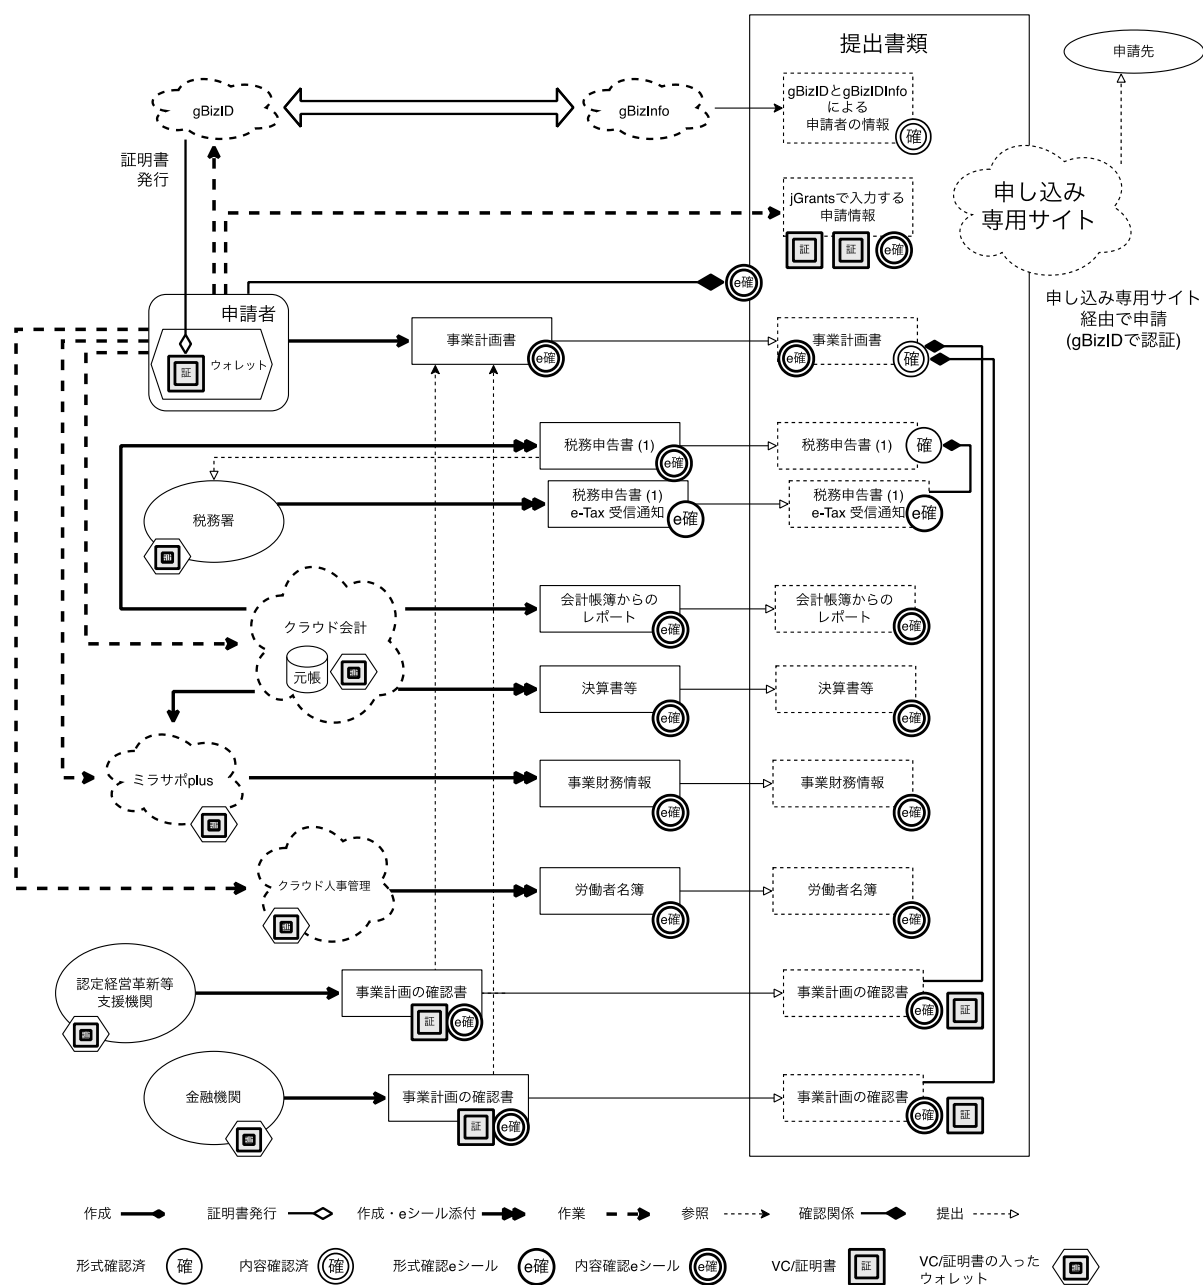 提出書類
申請先
gBizID
gBizInfo
gBizIDとgBizIDInfo
による
申請者の情報
確
証明書
発行
jGrantsで入力する
申請情報
証
証
e確
申し込み
専用サイト
申し込み専用サイト
経由で申請
(gBizIDで認証)
e確
申請者
ウォレット
証
事業計画書
e確
事業計画書
e確
確
税務申告書 (1)
e確
税務申告書 (1)
確
税務署
証
税務申告書 (1)
e-Tax 受信通知
e確
税務申告書 (1)
e-Tax 受信通知
e確
クラウド会計
元帳
証
会計帳簿からの
レポート
e確
会計帳簿からの
レポート
e確
決算書等
e確
決算書等
e確
ミラサポplus
証
事業財務情報
e確
事業財務情報
e確
クラウド人事管理
証
労働者名簿
e確
労働者名簿
e確
認定経営革新等
支援機関
証
事業計画の確認書
証
e確
事業計画の確認書
e確
証
金融機関
証
事業計画の確認書
証
e確
事業計画の確認書
e確
証
作成
証明書発行
作成・eシール添付
作業
参照
確認関係
提出
形式確認済
確
内容確認済
確
形式確認eシール
e確
内容確認eシール
e確
VC/証明書
証
VC/証明書の入った
ウォレット
証